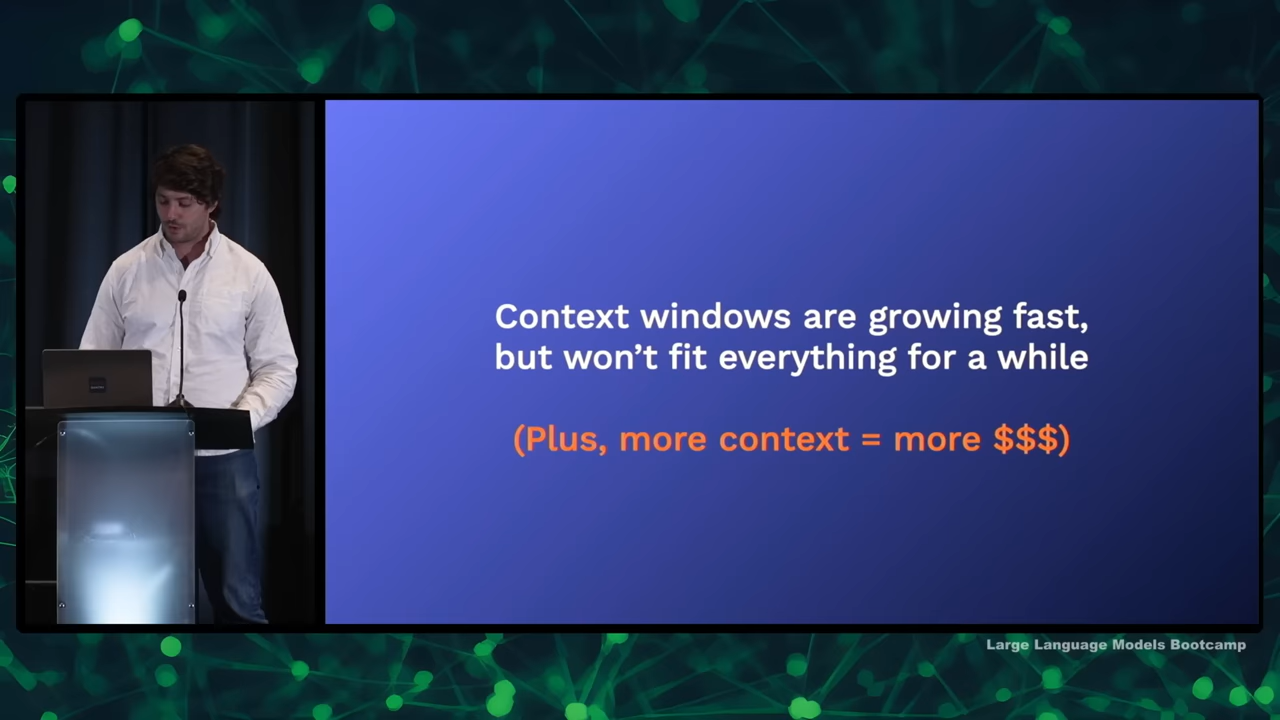 Context windows are growing fast,
but won’t fit everything for a while
(Plus, more context = more $$$)
Large Language Models Bootcamp